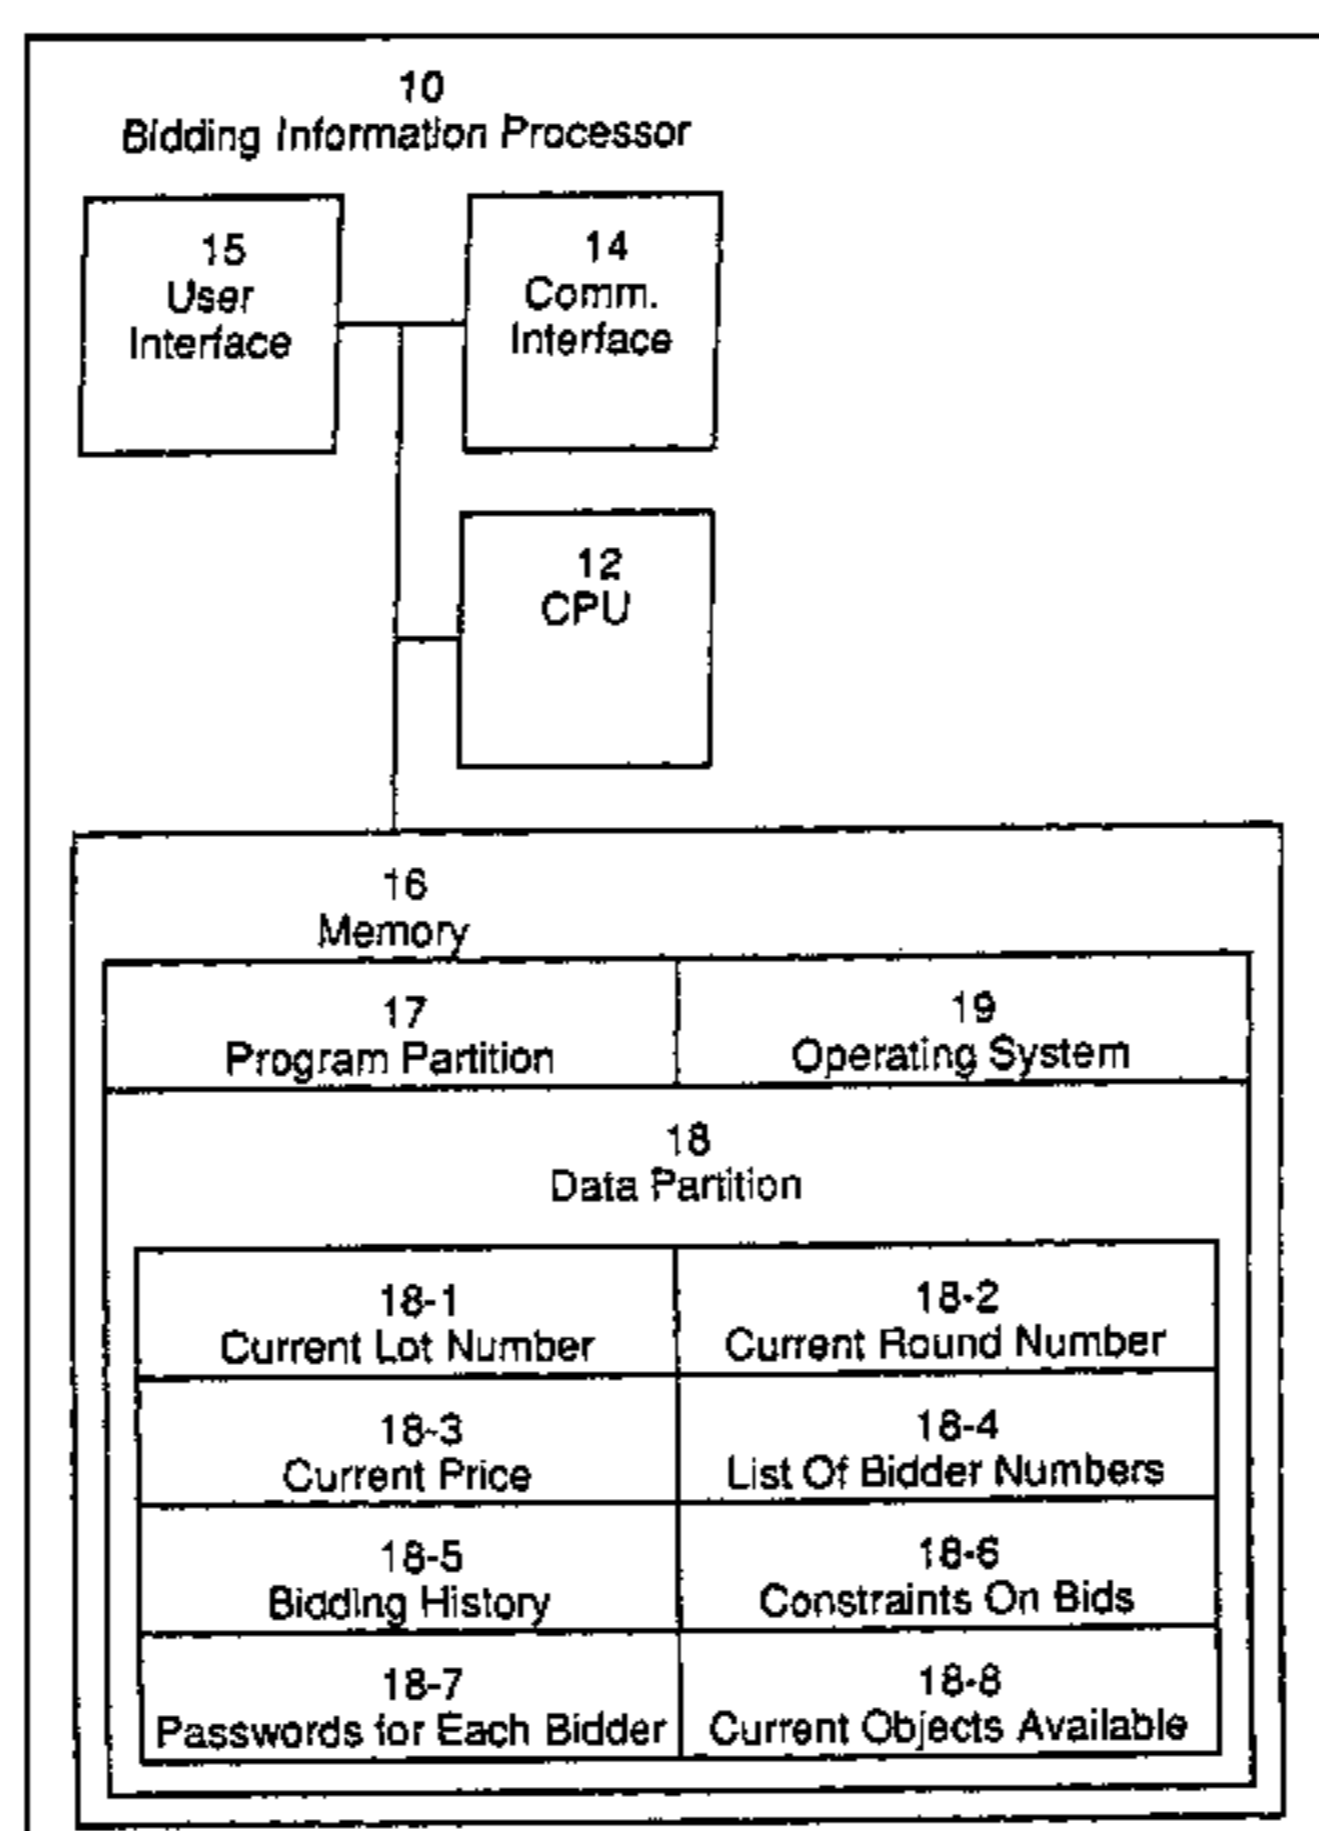 10
Bidding Information Processor
15
User
Interface
14
Comm.
Interface
12
CPU
16
Memory
17
Program Partition
19
Operating System
18
Data Partition
18-1
Current Lot Number
18-2
Current Round Number
18-3
Current Price
18-4
List Of Bidder Numbers
18-5
Bidding History
18-6
Constraints On Bids
18-7
Passwords for Each Bidder
18-8
Current Objects Available